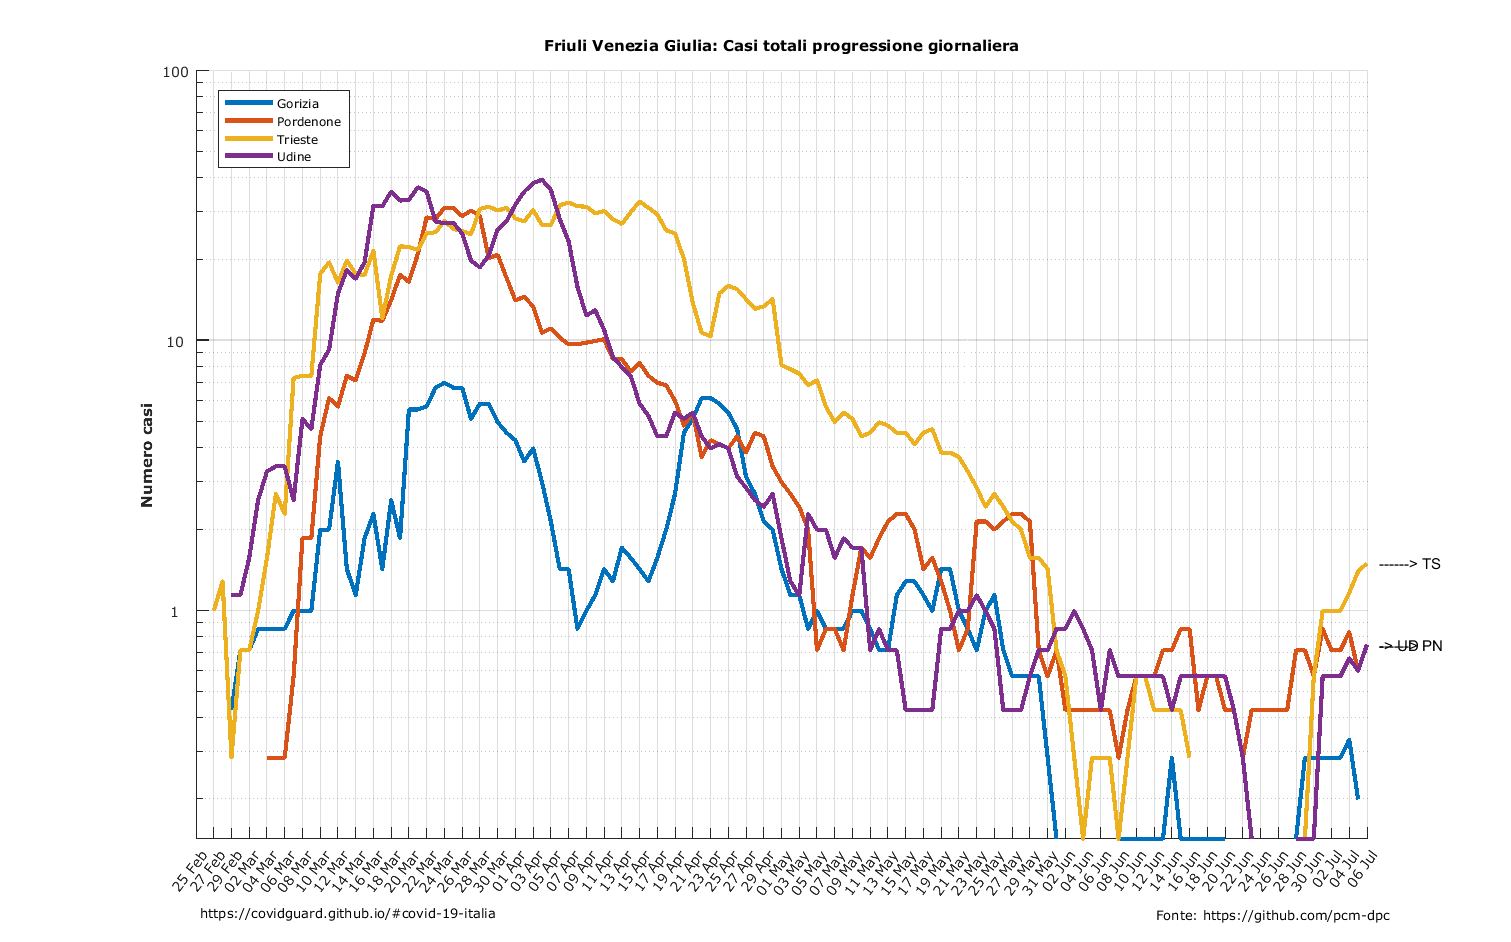 Friuli Venezia Giulia: Casi totali progressione giornaliera
100
Gorizia
Pordenone
Trieste
Udine
10
Numero casi
1
------> TS
-> UD
PN
25 Feb
27 Feb
29 Feb
02 Mar
04 Mar
06 Mar
08 Mar
10 Mar
12 Mar
14 Mar
16 Mar
18 Mar
20 Mar
22 Mar
24 Mar
26 Mar
28 Mar
30 Mar
01 Apr
03 Apr
05 Apr
07 Apr
09 Apr
11 Apr
13 Apr
15 Apr
17 Apr
19 Apr
21 Apr
23 Apr
25 Apr
27 Apr
29 Apr
01 May
03 May
05 May
07 May
09 May
11 May
13 May
15 May
17 May
19 May
21 May
23 May
25 May
27 May
29 May
31 May
02 Jun
04 Jun
06 Jun
08 Jun
10 Jun
12 Jun
14 Jun
16 Jun
18 Jun
20 Jun
22 Jun
24 Jun
26 Jun
28 Jun
30 Jun
02 Jul
04 Jul
06 Jul
https://covidguard.github.io/#covid-19-italia
Fonte: https://github.com/pcm-dpc